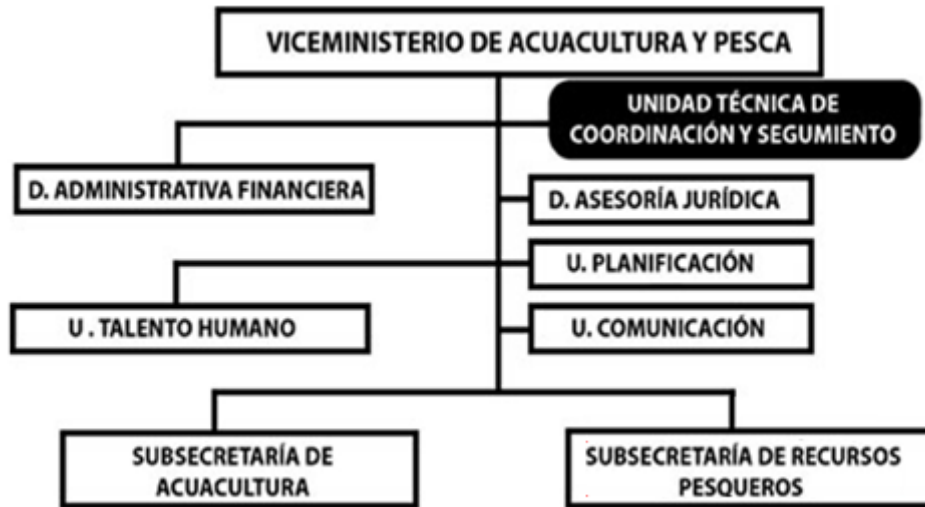 VICEMINISTERIO DE ACUACULTURA Y PESCA
UNIDAD TÉCNICA DE
COORDINACIÓN Y SEGUMIENTO
D. ADMINISTRATIVA FINANCIERA
D. ASESORÍA JURÍDICA
U. PLANIFICACIÓN
U . TALENTO HUMANO
U. COMUNICACIÓN
SUBSECRETARÍA DE
ACUACULTURA
SUBSECRETARÍA DE RECURSOS
PESQUEROS